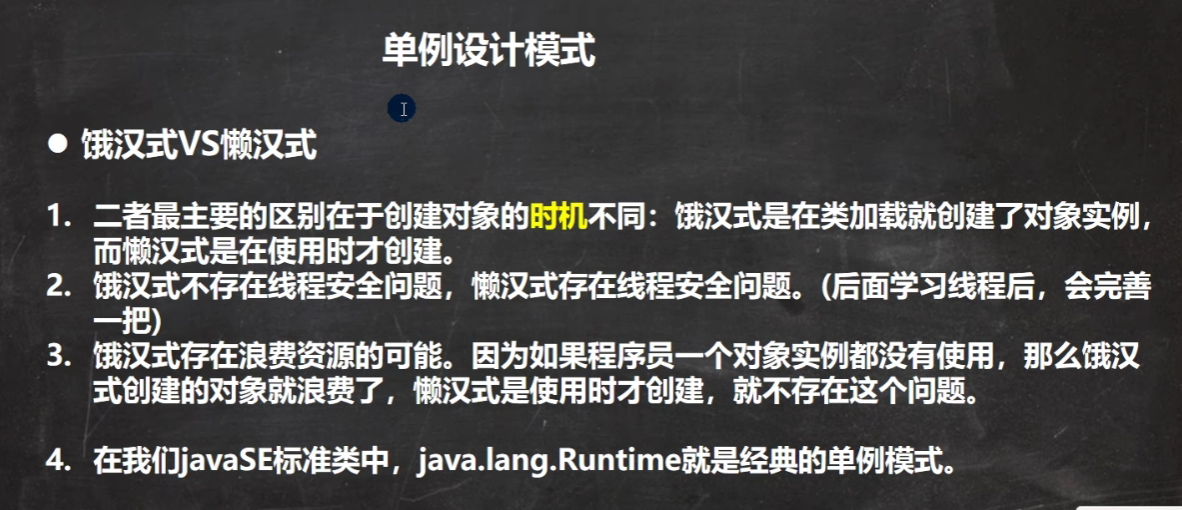 单例设计模式
● 饿汉式VS懒汉式
1. 二者最主要的区别在于创建对象的时机不同：饿汉式是在类加载就创建了对象实例，
而懒汉式是在使用时才创建。
2. 饿汉式不存在线程安全问题，懒汉式存在线程安全问题。(后面学习线程后，会完善
一把)
3. 饿汉式存在浪费资源的可能。因为如果程序员一个对象实例都没有使用，那么饿汉
式创建的对象就浪费了，懒汉式是使用时才创建，就不存在这个问题。
4. 在我们javaSE标准类中，java.lang.Runtime就是经典的单例模式。